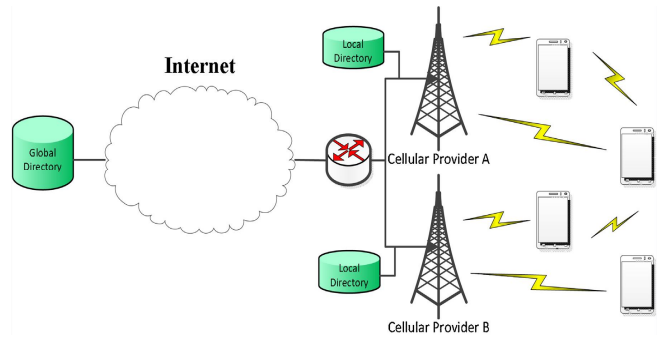 Local
Directory
Internet
Global
Directory
Cellular Provider A
Local
Directory
Cellular Provider B